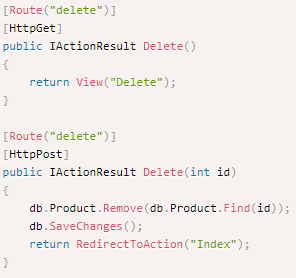 [Route("delete")]
[HttpGet]
public IActionResult Delete()
{
    return View("Delete");
}

[Route("delete")]
[HttpPost]
public IActionResult Delete(int id)
{
    db.Product.Remove(db.Product.Find(id));
    db.SaveChanges();
    return RedirectToAction("Index");
}